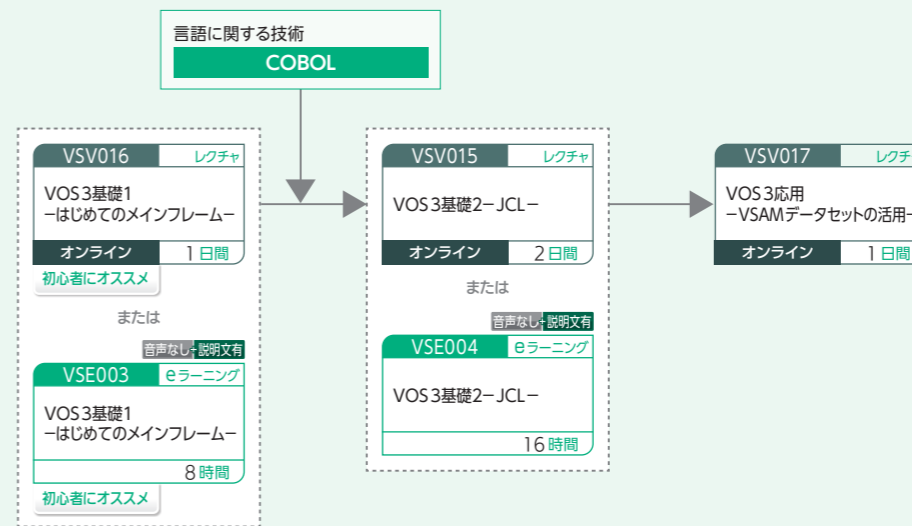 言語に関する技術
COBOL
VSV016 レクチャ
VOS3基礎1
−はじめてのメインフレーム−
オンライン 1日間
初心者にオススメ
または
音声なし+説明文有
VSE003 eラーニング
VOS3基礎1
−はじめてのメインフレーム−
8時間
初心者にオススメ
VSV015 レクチャ
VOS3基礎2−JCL−
オンライン 2日間
または
音声なし+説明文有
VSE004 eラーニング
VOS3基礎2−JCL−
16時間
VSV017 レクチ
VOS3応用
−VSAMデータセットの活用−
オンライン 1日間